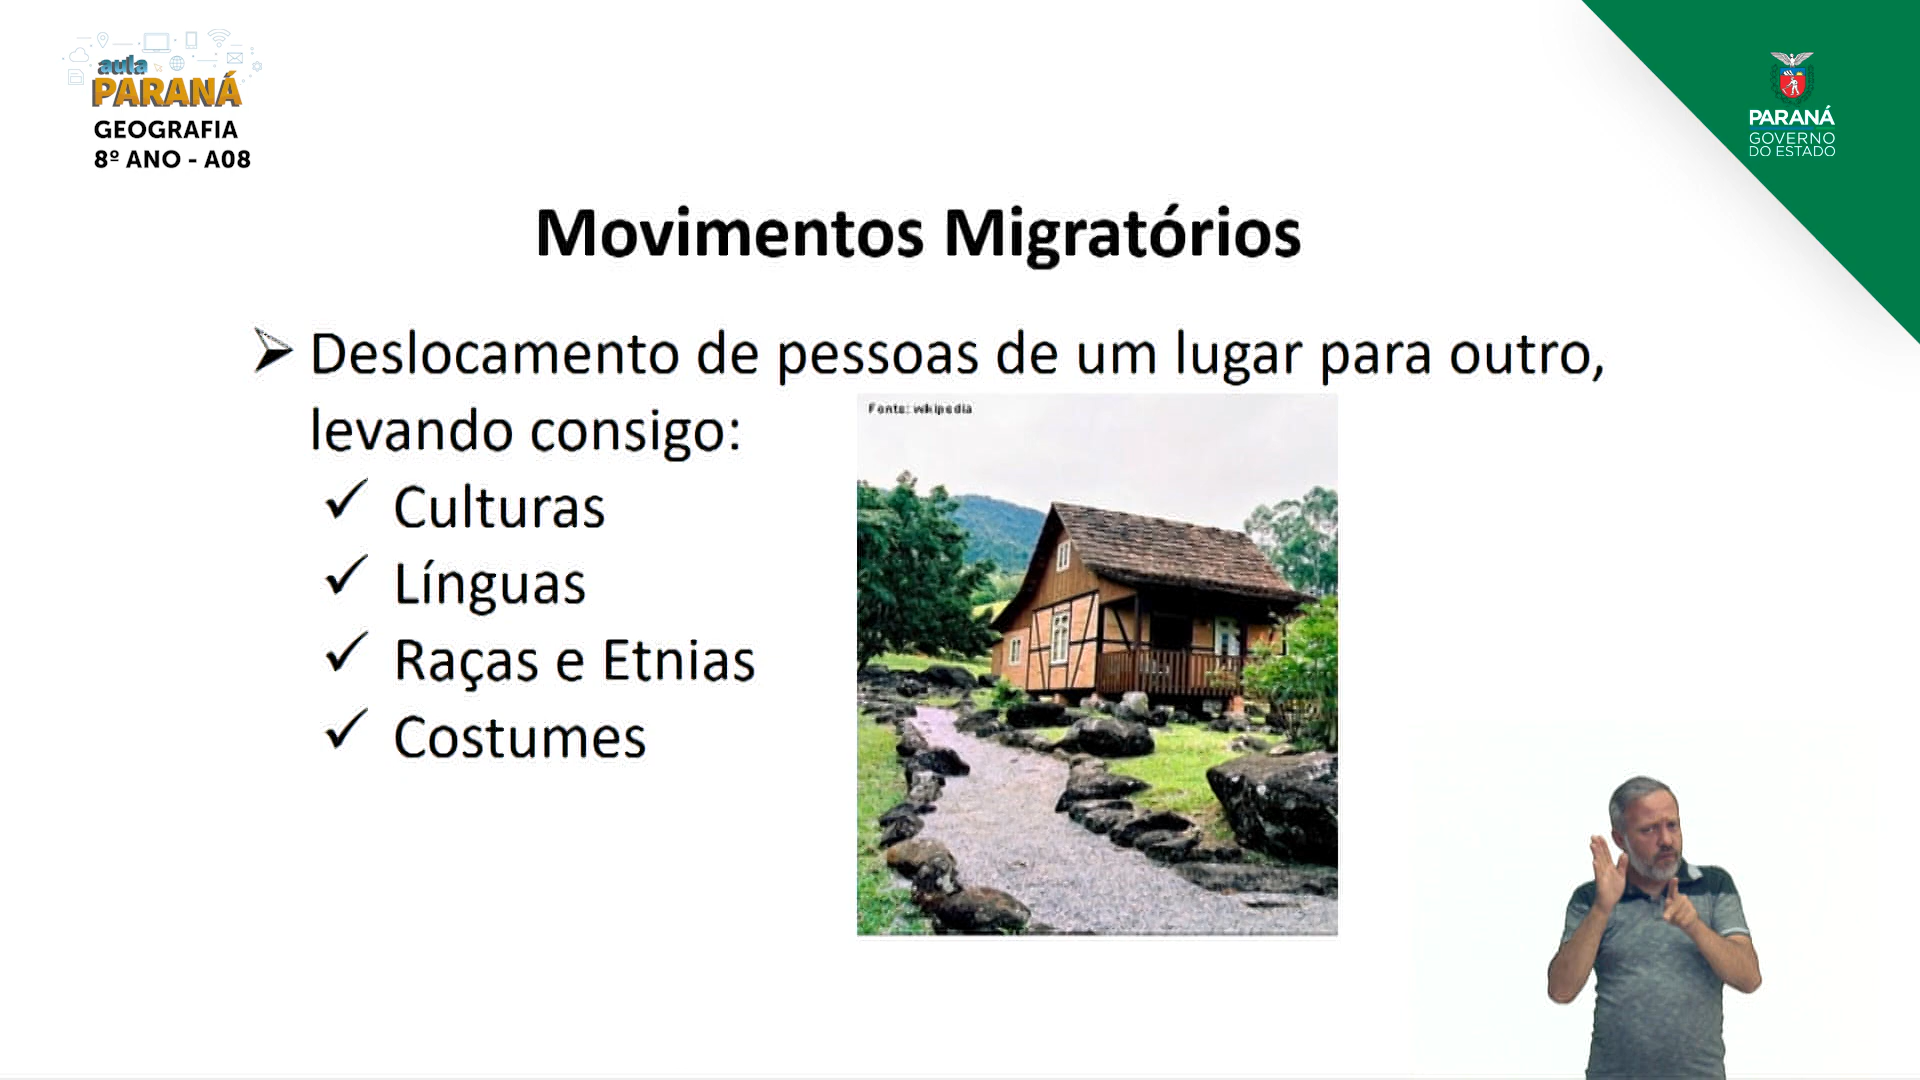 aula
PARANÁ
GEOGRAFIA
8º ANO - A08
PARANÁ
GOVERNO
DO ESTADO
Movimentos Migratórios
Deslocamento de pessoas de um lugar para outro,
levando consigo:
Fonte: wikipedia
Culturas
Línguas
Raças e Etnias
Costumes